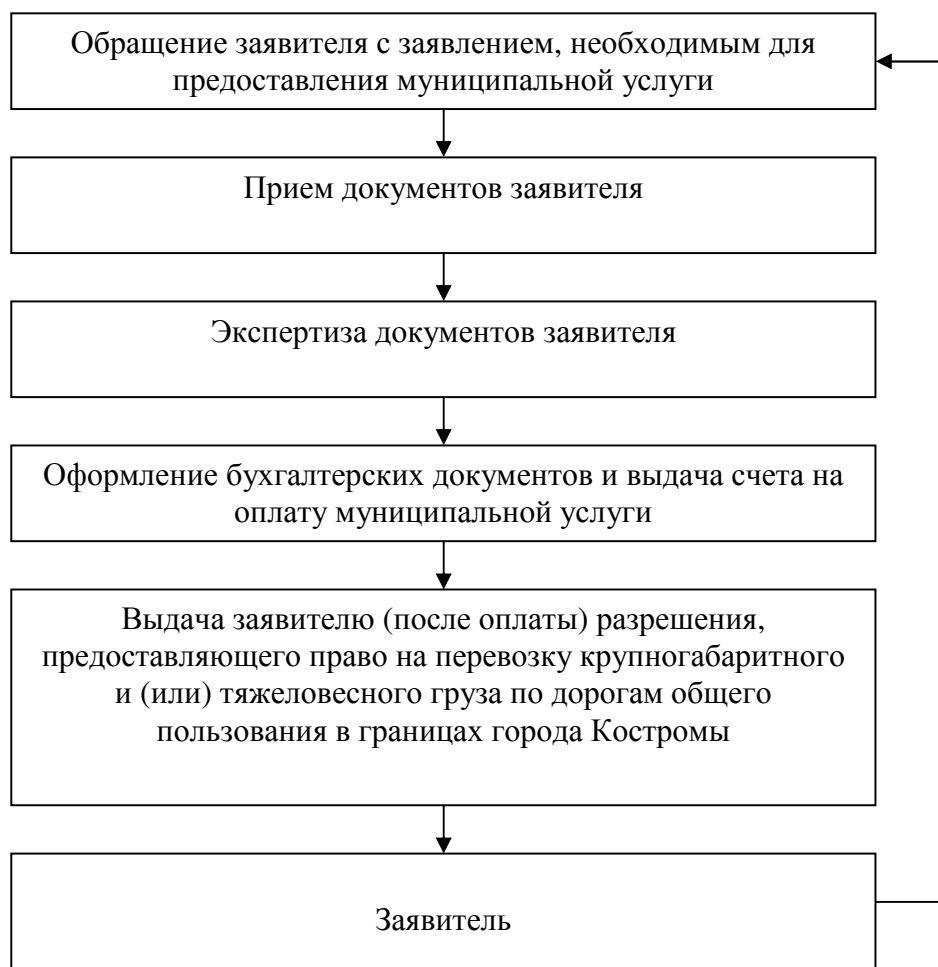 Обращение заявителя с заявлением, необходимым для
предоставления муниципальной услуги
Прием документов заявителя
Экспертиза документов заявителя
Оформление бухгалтерских документов и выдача счета на
оплату муниципальной услуги
Выдача заявителю (после оплаты) разрешения,
предоставляющего право на перевозку крупногабаритного
и (или) тяжеловесного груза по дорогам общего
пользования в границах города Костромы
Заявитель